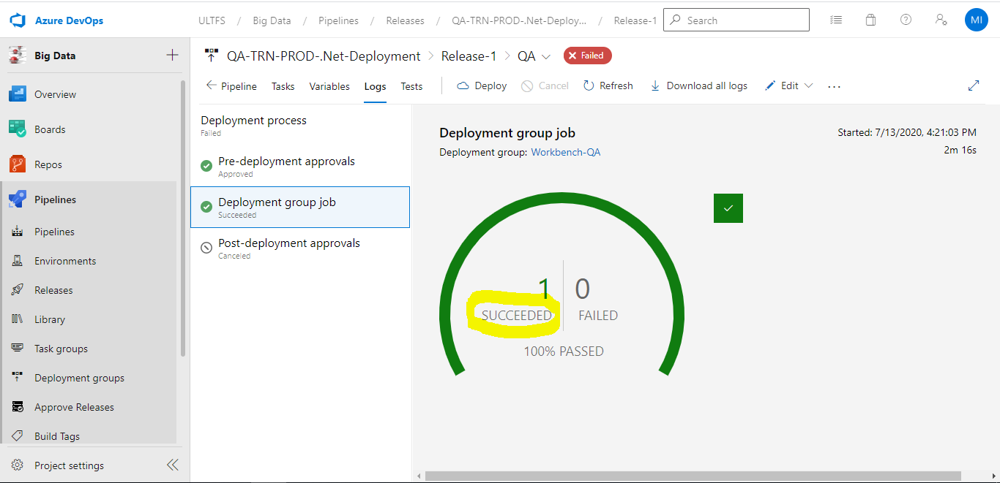 Azure DevOps
ULTFS / Big Data / Pipelines / Releases / QA-TRN-PROD-.Net-Deploy... / Release-1
Search
MI
Big Data
Overview
Boards
Repos
Pipelines
Pipelines
Environments
Releases
Library
Task groups
Deployment groups
Approve Releases
Build Tags
Project settings
QA-TRN-PROD-.Net-Deployment > Release-1 > QA
Failed
Pipeline Tasks Variables Logs Tests Deploy Cancel Refresh Download all logs Edit ...
Deployment process
Failed
Pre-deployment approvals
Approved
Deployment group job
Succeeded
Post-deployment approvals
Canceled
Deployment group job
Deployment group: Workbench-QA
Started: 7/13/2020, 4:21:03 PM
2m 16s
1 0
SUCCEEDED FAILED
100% PASSED